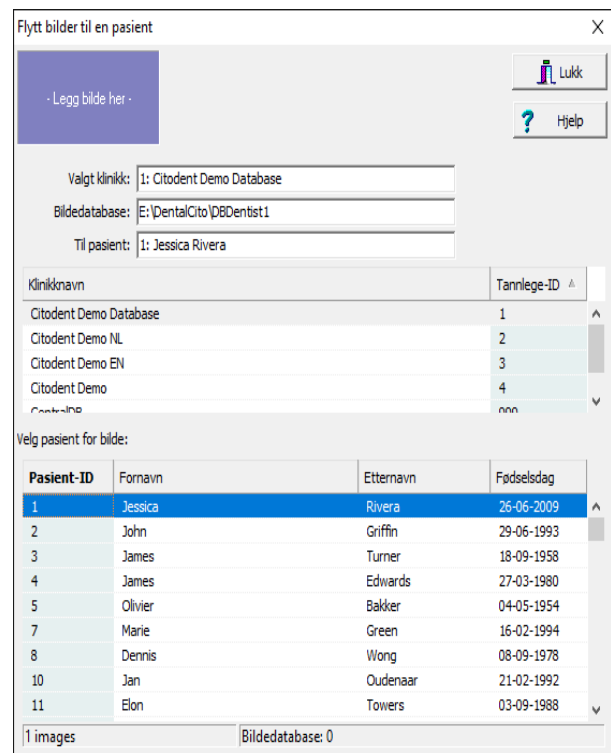 Flytt bilder til en pasient
- Legg bilde her -
Lukk
? Hjelp
Valgt klinikk: 1: Citodent Demo Database
Bildedatabase: E:\DentalCito\DBDentist1
Til pasient: 1: Jessica Rivera
Klinikknavn Tannlege-ID
Citodent Demo Database 1
Citodent Demo NL 2
Citodent Demo EN 3
Citodent Demo 4
CentralDB 999
Velg pasient for bilde:
Pasient-ID Fornavn Etternavn Fødselsdag
1 Jessica Rivera 26-06-2009
2 John Griffin 29-06-1993
3 James Turner 18-09-1958
4 James Edwards 27-03-1980
5 Olivier Bakker 04-05-1954
7 Marie Green 16-02-1994
8 Dennis Wong 08-09-1978
10 Jan Oudenaar 21-02-1992
11 Elon Towers 03-09-1988
1 images Bildedatabase: 0